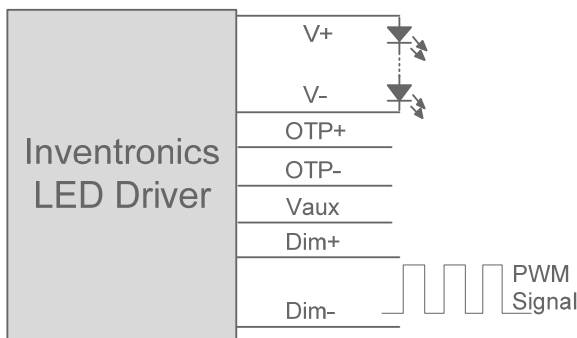 V+
V-
OTP+
OTP-
Vaux
Dim+
Dim-
Inventronics
LED Driver
PWM
Signal